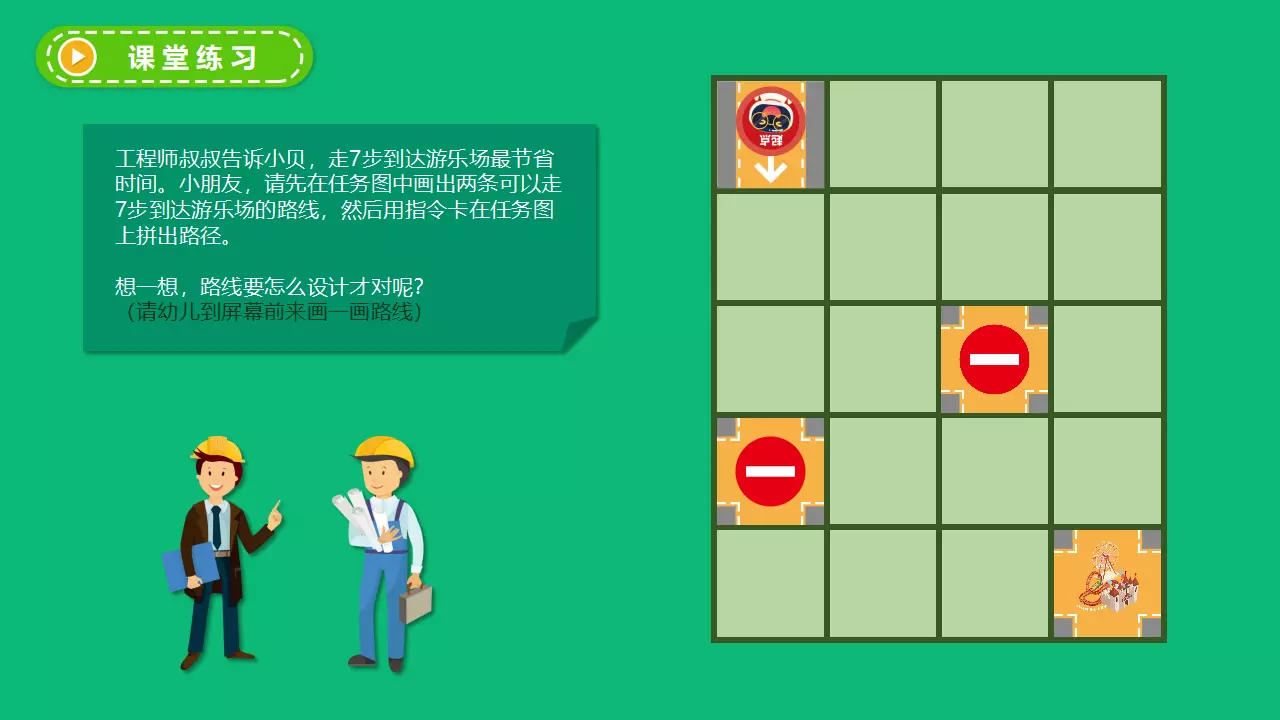 课堂练习
工程师叔叔告诉小贝，走7步到达游乐场最节省
时间。小朋友，请先在任务图中画出两条可以走
7步到达游乐场的路线，然后用指令卡在任务图
上拼出路径。
想一想，路线要怎么设计才对呢?
（请幼儿到屏幕前来画一画路线）
起点